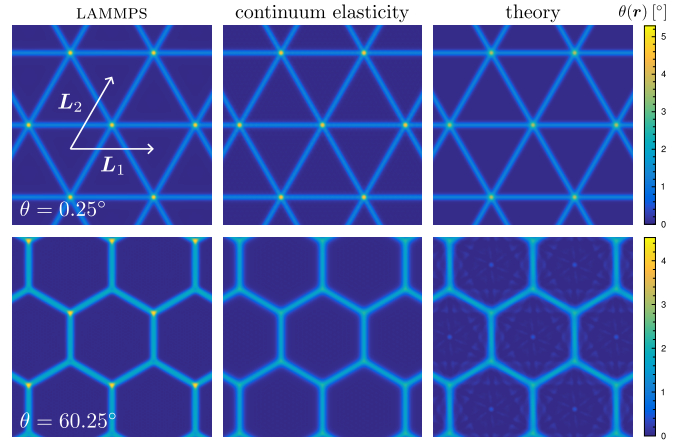 LAMMPS continuum elasticity theory θ(r) [°]
L₂
L₁
θ = 0.25°
5
4
3
2
1
0
θ = 60.25°
4
3
2
1
0